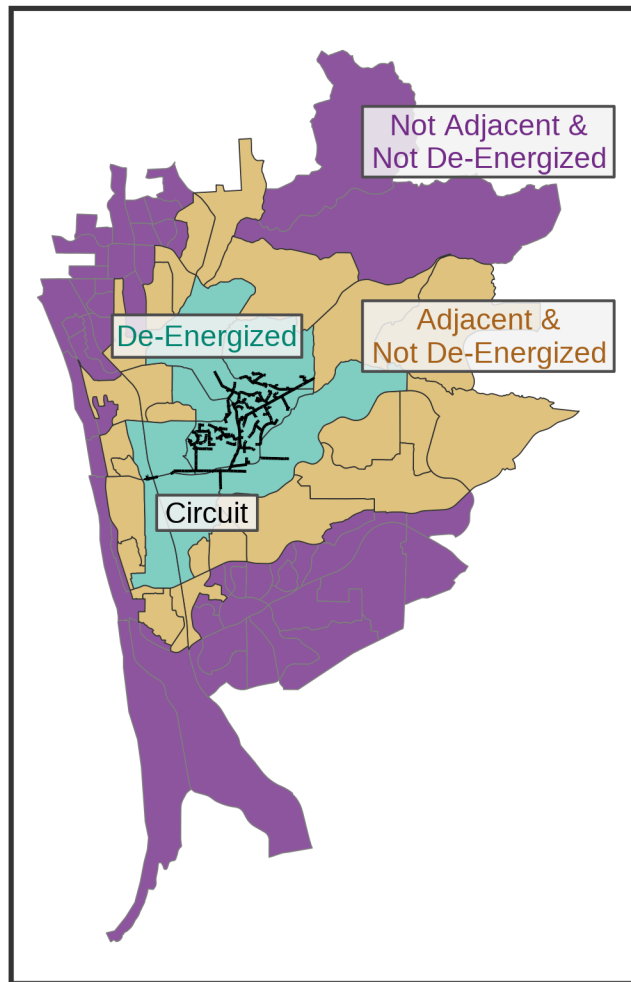 Not Adjacent &
Not De-Energized
De-Energized
Adjacent &
Not De-Energized
Circuit